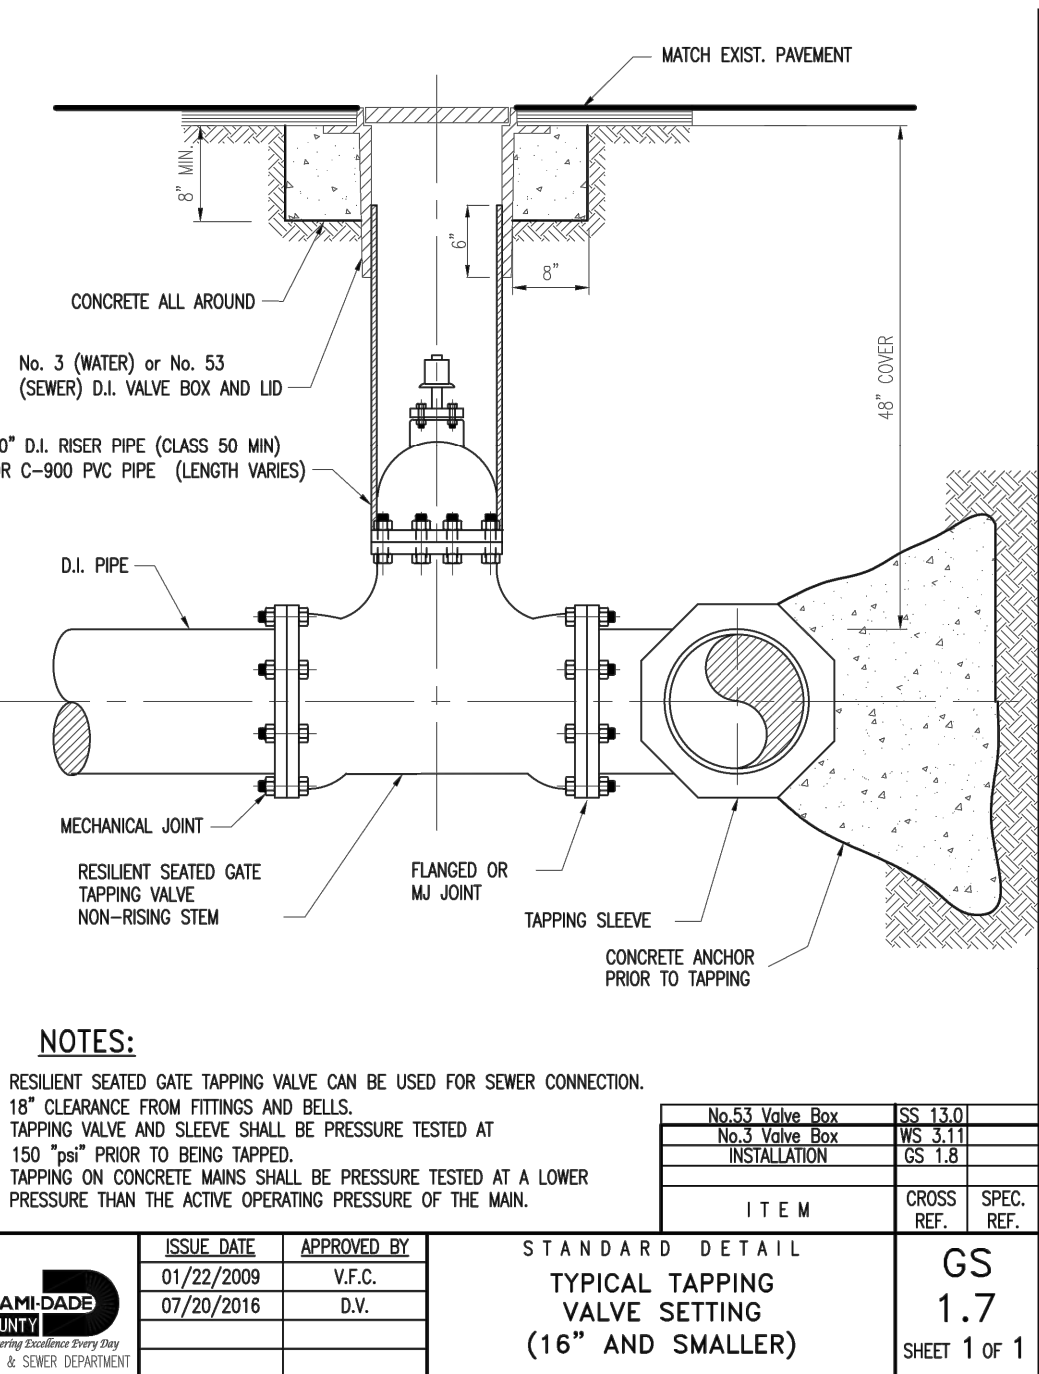 MATCH EXIST. PAVEMENT
8" MIN.
6"
8"
CONCRETE ALL AROUND
No. 3 (WATER) or No. 53
(SEWER) D.I. VALVE BOX AND LID
48" COVER
0" D.I. RISER PIPE (CLASS 50 MIN)
R C-900 PVC PIPE (LENGTH VARIES)
D.I. PIPE
MECHANICAL JOINT
RESILIENT SEATED GATE
TAPPING VALVE
NON-RISING STEM
FLANGED OR
MJ JOINT
TAPPING SLEEVE
CONCRETE ANCHOR
PRIOR TO TAPPING
NOTES:
RESILIENT SEATED GATE TAPPING VALVE CAN BE USED FOR SEWER CONNECTION.
18" CLEARANCE FROM FITTINGS AND BELLS.
TAPPING VALVE AND SLEEVE SHALL BE PRESSURE TESTED AT
150 "psi" PRIOR TO BEING TAPPED.
TAPPING ON CONCRETE MAINS SHALL BE PRESSURE TESTED AT A LOWER
PRESSURE THAN THE ACTIVE OPERATING PRESSURE OF THE MAIN.
No.53 Valve Box SS 13.0
No.3 Valve Box WS 3.11
INSTALLATION GS 1.8
ITEM CROSS REF. SPEC. REF.
AMI-DADE
UNTY
ering Excellence Every Day
& SEWER DEPARTMENT
ISSUE DATE APPROVED BY
01/22/2009 V.F.C.
07/20/2016 D.V.
STANDARD DETAIL
TYPICAL TAPPING
VALVE SETTING
(16" AND SMALLER)
GS
1.7
SHEET 1 OF 1